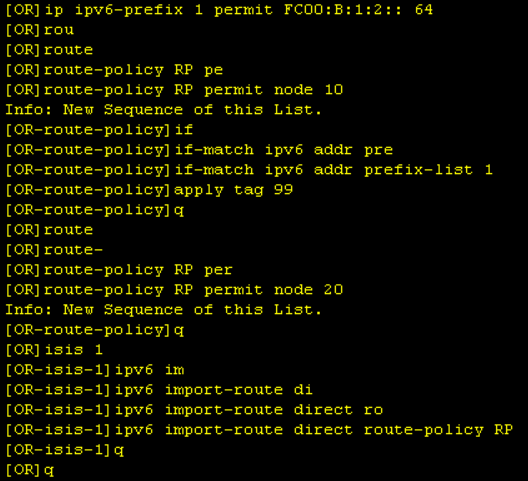 [OR]ip ipv6-prefix 1 permit FC00:B:1:2:: 64
[OR]rou
[OR]route
[OR]route-policy RP pe
[OR]route-policy RP permit node 10
Info: New Sequence of this List.
[OR-route-policy]if
[OR-route-policy]if-match ipv6 addr pre
[OR-route-policy]if-match ipv6 addr prefix-list 1
[OR-route-policy]apply tag 99
[OR-route-policy]q
[OR]route
[OR]route-
[OR]route-policy RP per
[OR]route-policy RP permit node 20
Info: New Sequence of this List.
[OR-route-policy]q
[OR]isis 1
[OR-isis-1]ipv6 im
[OR-isis-1]ipv6 import-route di
[OR-isis-1]ipv6 import-route direct ro
[OR-isis-1]ipv6 import-route direct route-policy RP
[OR-isis-1]q
[OR]q